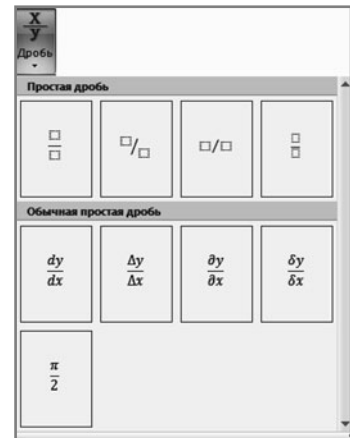 x
y
Дробь
Простая дробь
□/□ □/□ □/□ □/□
Обычная простая дробь
dy/dx Δy/Δx ∂y/∂x δy/δx
π/2